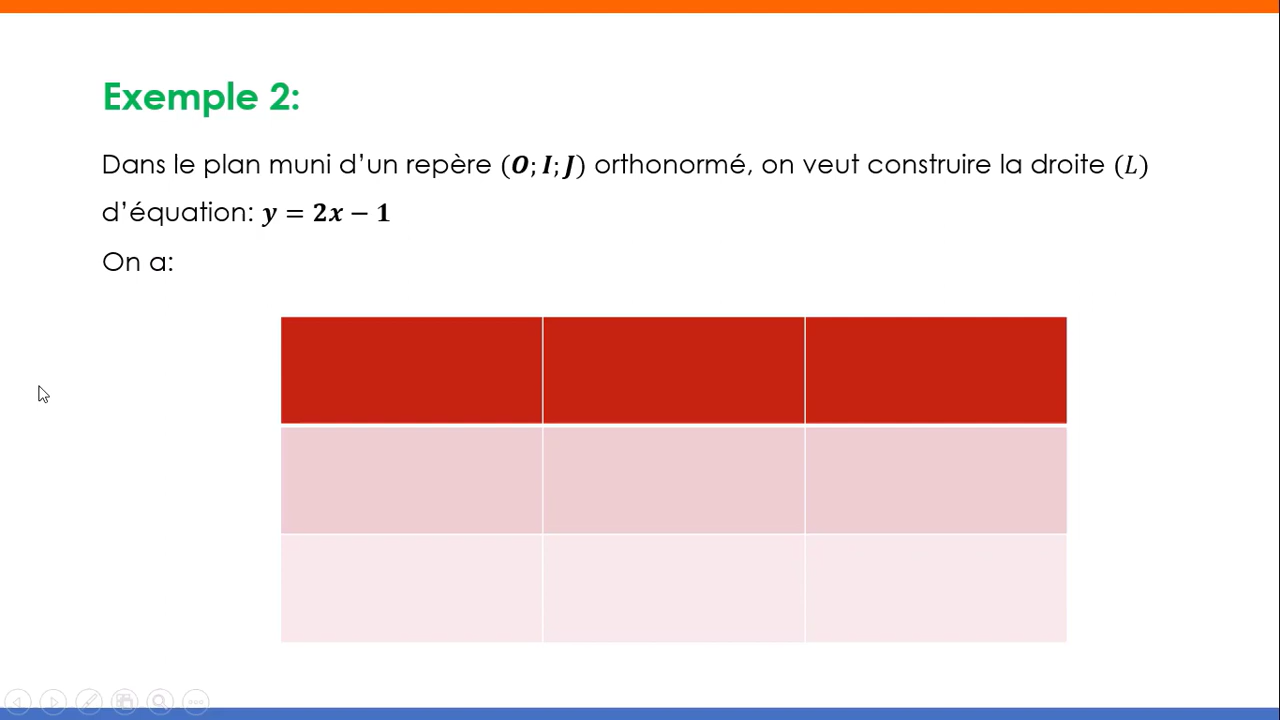 Exemple 2:
Dans le plan muni d’un repère (O; I; J) orthonormé, on veut construire la droite (L)
d’équation: y = 2x − 1
On a: